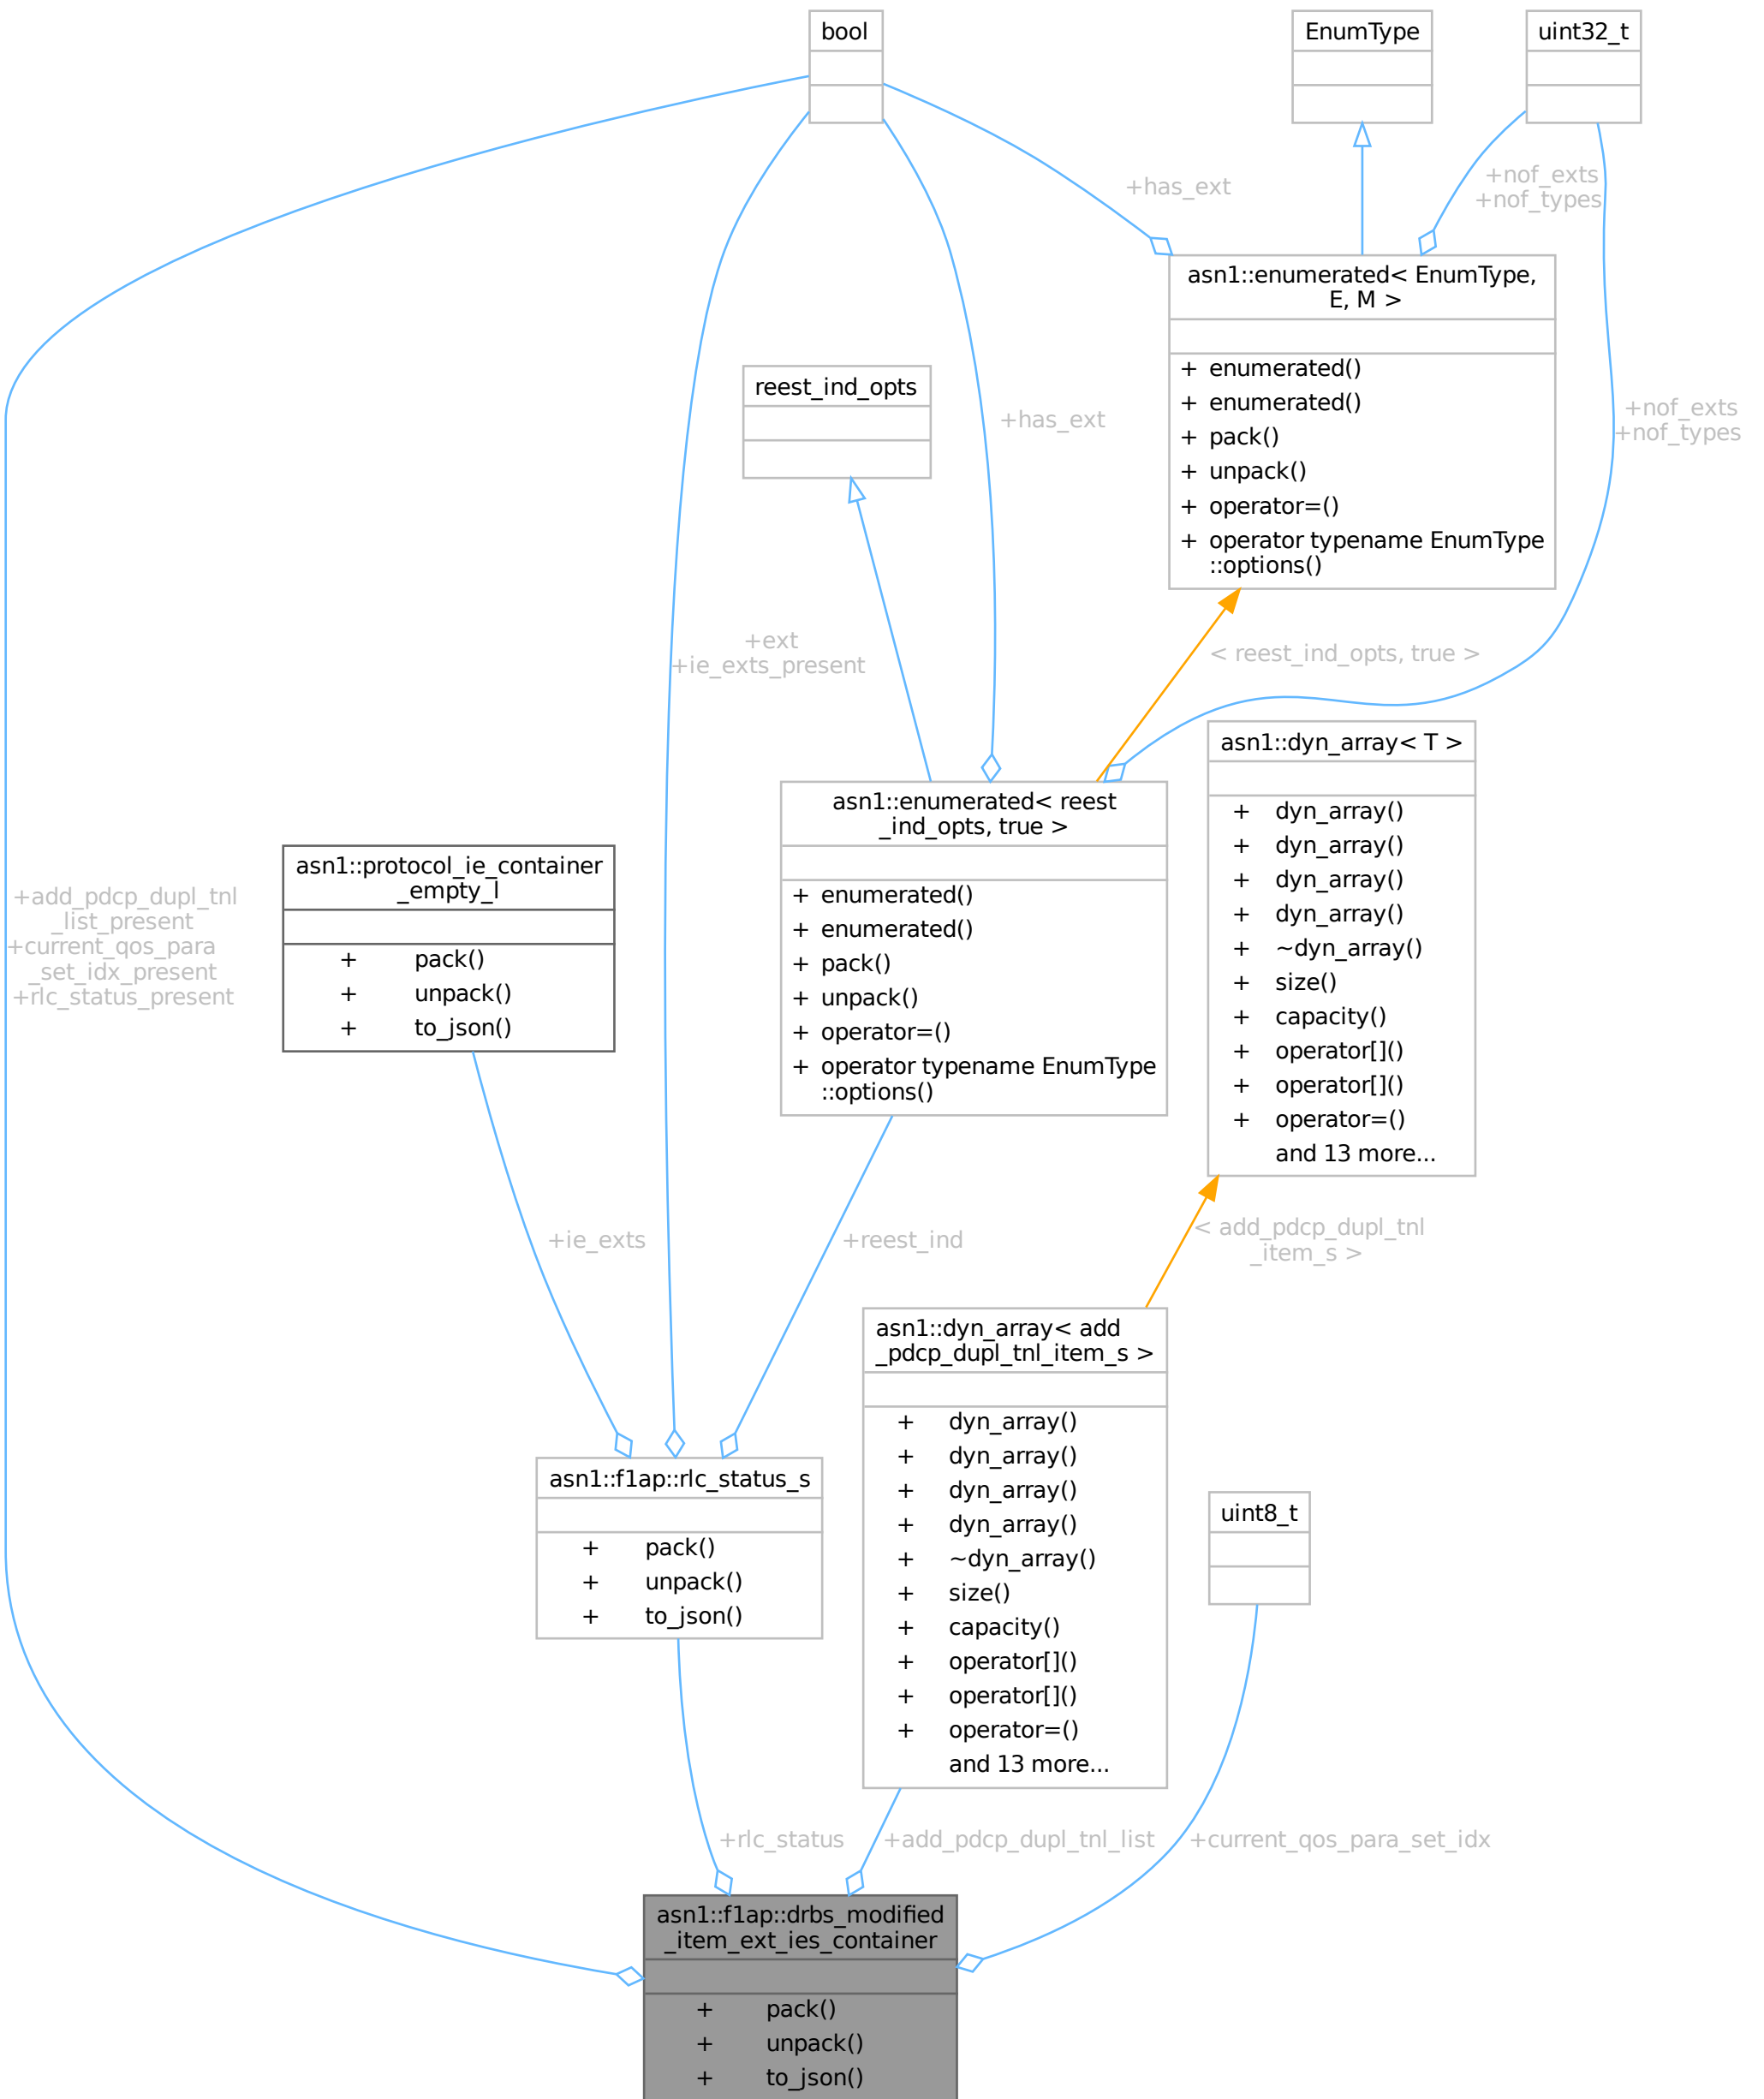 bool
EnumType
uint32_t
+has_ext
+nof_exts
+nof_types
asn1::enumerated< EnumType,
E, M >
+ enumerated()
+ enumerated()
+ pack()
+ unpack()
+ operator=()
+ operator typename EnumType
::options()
reest_ind_opts
+has_ext
+nof_exts
+nof_types
+ext
+ie_exts_present
< reest_ind_opts, true >
asn1::dyn_array< T >
+ dyn_array()
+ dyn_array()
+ dyn_array()
+ dyn_array()
+ ~dyn_array()
+ size()
+ capacity()
+ operator[]()
+ operator[]()
+ operator=()
and 13 more...
asn1::enumerated< reest
_ind_opts, true >
+ enumerated()
+ enumerated()
+ pack()
+ unpack()
+ operator=()
+ operator typename EnumType
::options()
asn1::protocol_ie_container
_empty_l
+ pack()
+ unpack()
+ to_json()
+add_pdcp_dupl_tnl
_list_present
+current_qos_para
_set_idx_present
+rlc_status_present
+ie_exts
+reest_ind
< add_pdcp_dupl_tnl
_item_s >
asn1::dyn_array< add
_pdcp_dupl_tnl_item_s >
+ dyn_array()
+ dyn_array()
+ dyn_array()
+ dyn_array()
+ ~dyn_array()
+ size()
+ capacity()
+ operator[]()
+ operator[]()
+ operator=()
and 13 more...
asn1::f1ap::rlc_status_s
+ pack()
+ unpack()
+ to_json()
uint8_t
+rlc_status
+add_pdcp_dupl_tnl_list
+current_qos_para_set_idx
asn1::f1ap::drbs_modified
_item_ext_ies_container
+ pack()
+ unpack()
+ to_json()